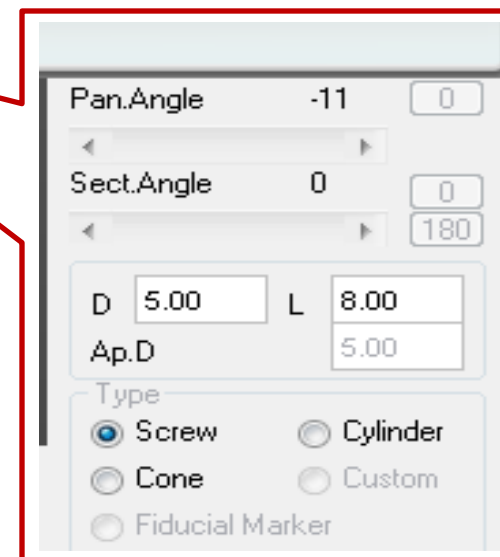 Pan.Angle -11 0
Sect.Angle 0 0
180
D 5.00 L 8.00
Ap.D 5.00
Type
Screw Cylinder
Cone Custom
Fiducial Marker